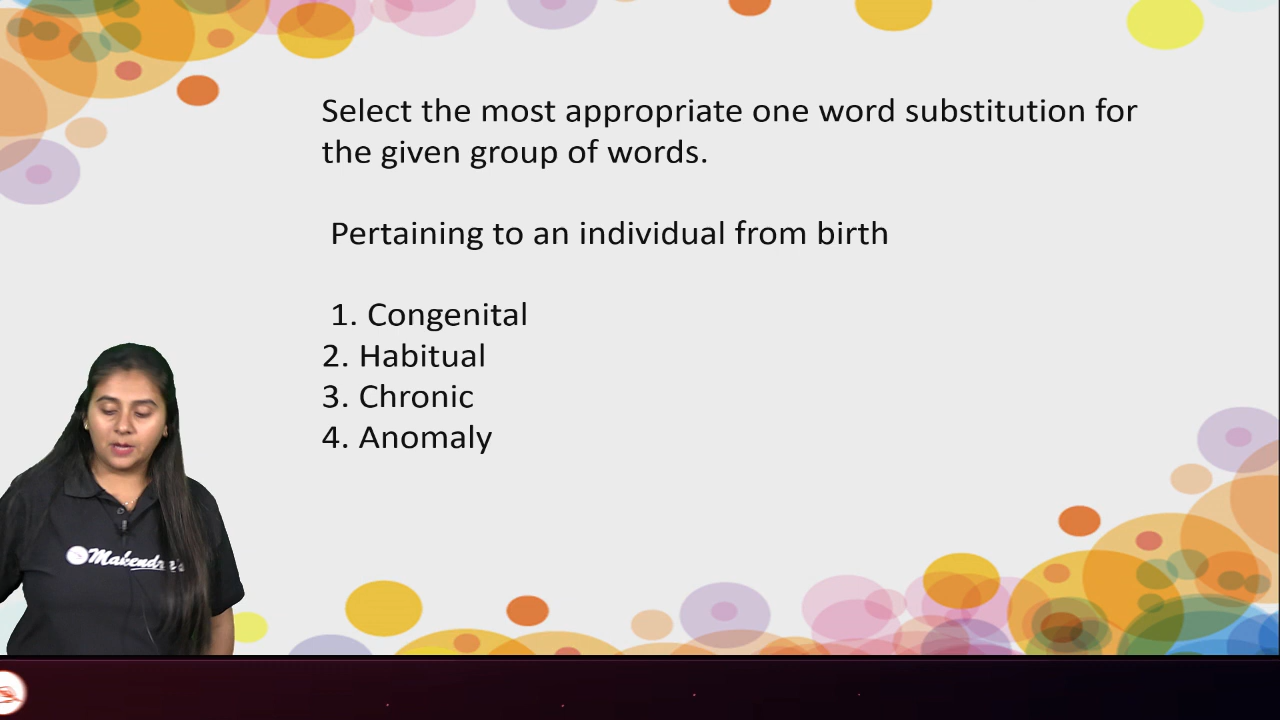 Select the most appropriate one word substitution for
the given group of words.
Pertaining to an individual from birth
1. Congenital
2. Habitual
3. Chronic
4. Anomaly